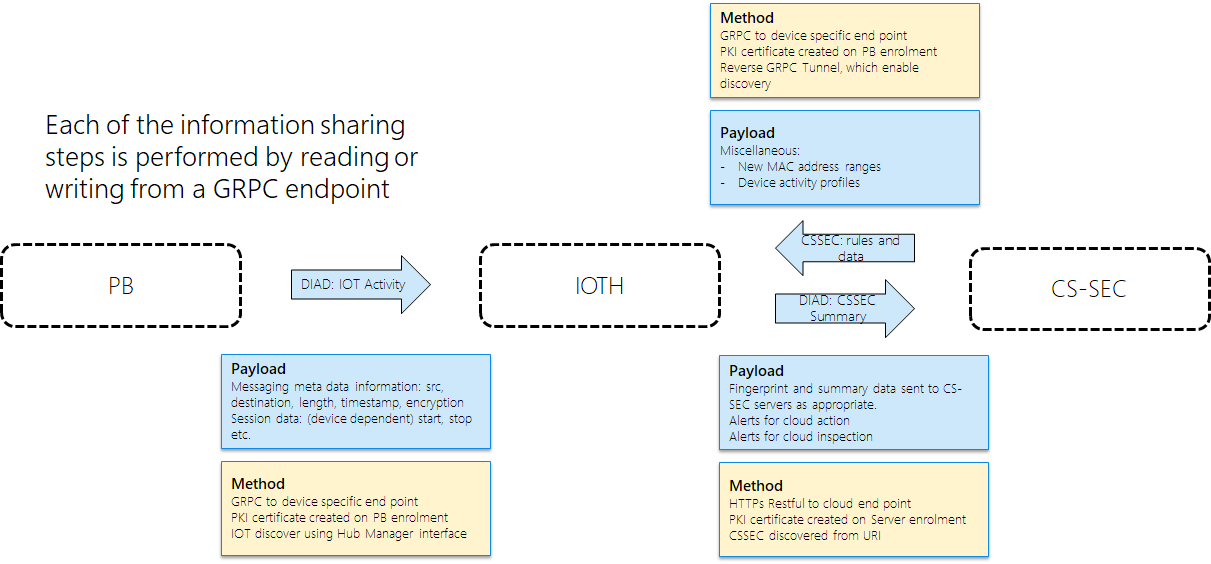 Method
GRPC to device specific end point
PKI certificate created on PB enrolment
Reverse GRPC Tunnel, which enable
discovery
Each of the information sharing
steps is performed by reading or
writing from a GRPC endpoint
Payload
Miscellaneous:
- New MAC address ranges
- Device activity profiles
PB
DIAD: IOT Activity
IOTH
CSSEC: rules and
data
DIAD: CSSEC
Summary
CS-SEC
Payload
Messaging meta data information: src,
destination, length, timestamp, encryption
Session data: (device dependent) start, stop
etc.
Method
GRPC to device specific end point
PKI certificate created on PB enrolment
IOT discover using Hub Manager interface
Payload
Fingerprint and summary data sent to CS-
SEC servers as appropriate.
Alerts for cloud action
Alerts for cloud inspection
Method
HTTPs Restful to cloud end point
PKI certificate created on Server enrolment
CSSEC discovered from URI